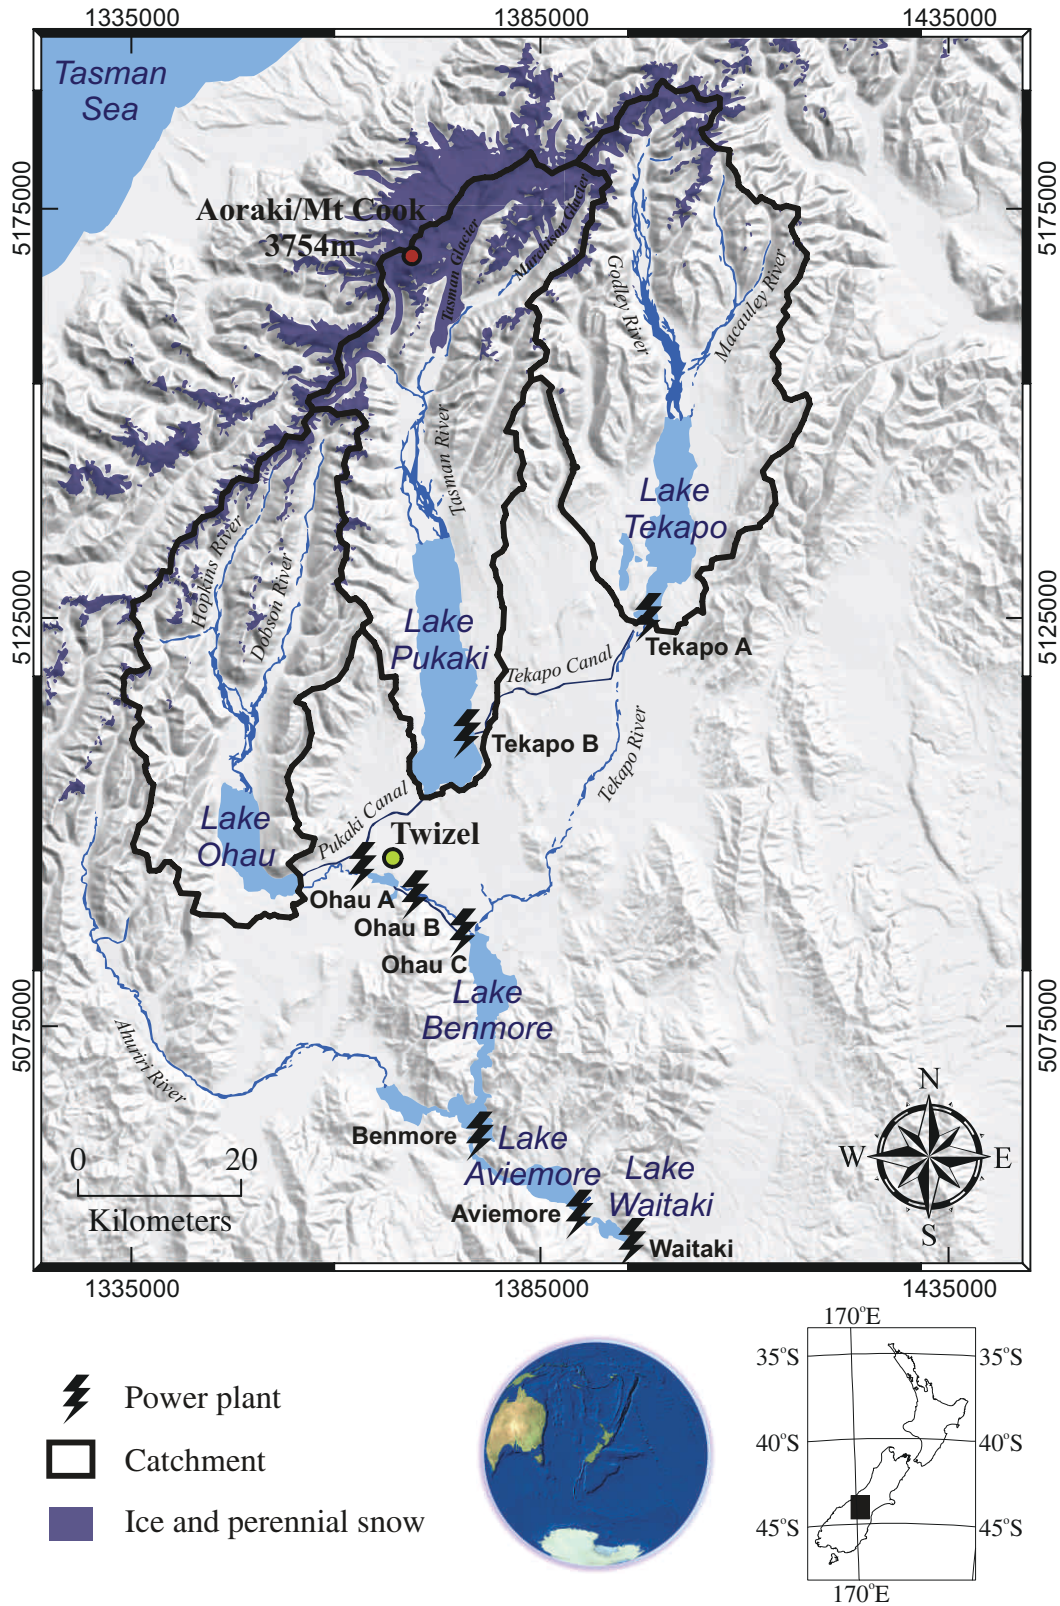 1335000
1385000
1435000
Tasman
Sea
5175000
5175000
Aoraki/Mt Cook
3754m
Tasman Glacier
Murchison Glacier
Godley River
Macauley River
Tasman River
Lake
Tekapo
Hopkins River
Dobson River
5125000
5125000
Lake
Pukaki
Tekapo A
Tekapo Canal
Tekapo B
Tekapo River
Pukaki Canal
Lake
Ohau
Twizel
Ohau A
Ohau B
Ohau C
Lake
Benmore
5075000
5075000
Ahuriri River
Benmore
Lake
Aviemore
Lake
Waitaki
Aviemore
Waitaki
N
W
E
S
0
20
Kilometers
1335000
1385000
1435000
Power plant
Catchment
Ice and perennial snow
170°E
35°S
35°S
40°S
40°S
45°S
45°S
170°E